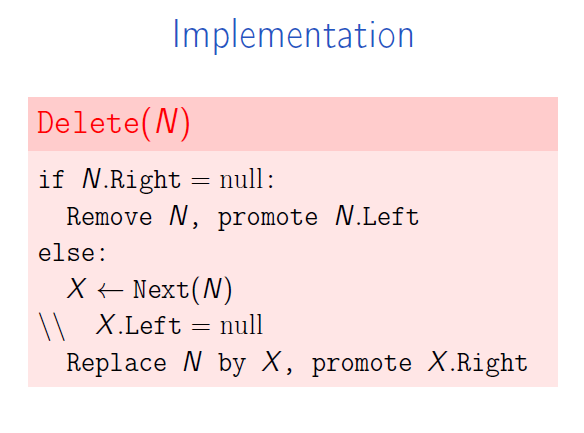 Implementation
Delete(N)
if N.Right = null:
Remove N, promote N.Left
else:
X ← Next(N)
\\ X.Left = null
Replace N by X, promote X.Right